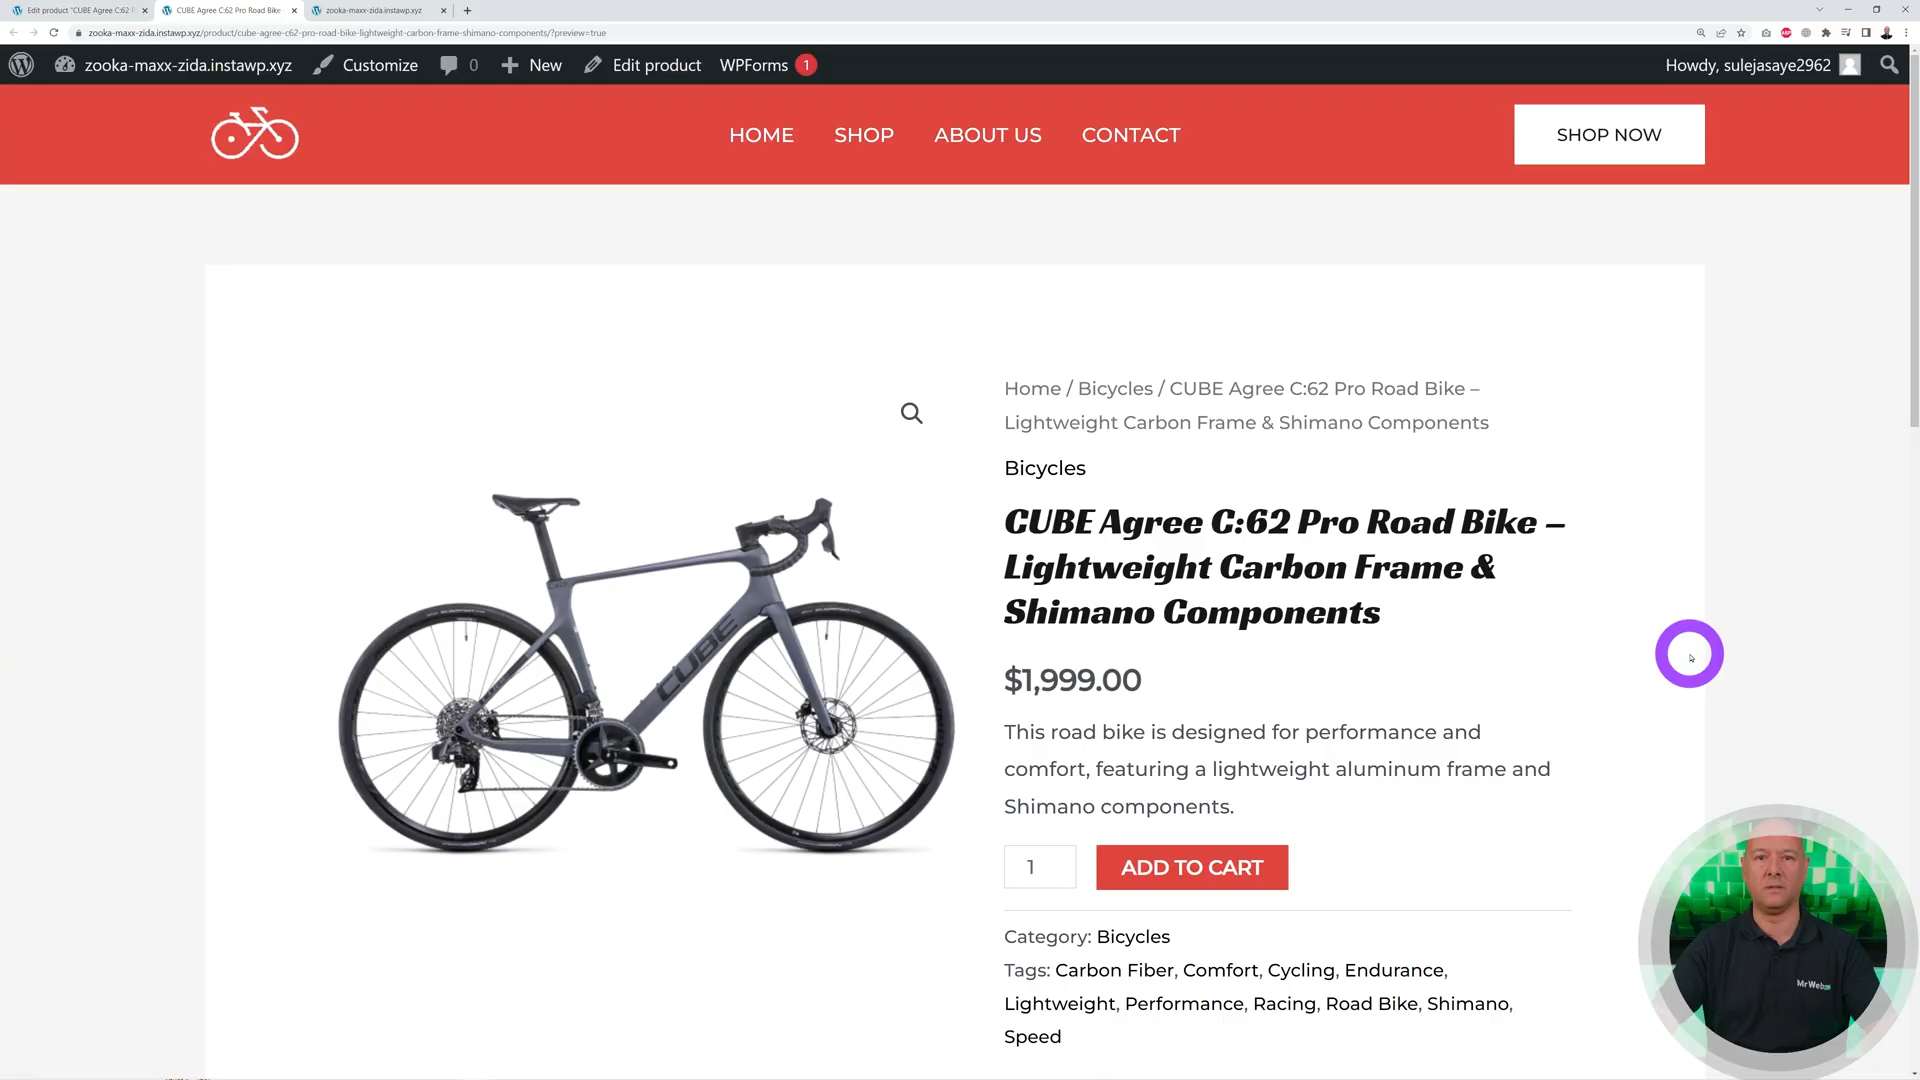 Edit product "CUBE Agree C:62 P
CUBE Agree C:62 Pro Road Bike
zooka-maxx-zida.instawp.xyz
zooka-maxx-zida.instawp.xyz/product/cube-agree-c62-pro-road-bike-lightweight-carbon-frame-shimano-components/?preview=true
zooka-maxx-zida.instawp.xyz Customize 0 New Edit product WPForms 1 Howdy, sulejasaye2962
HOME SHOP ABOUT US CONTACT SHOP NOW
Home / Bicycles / CUBE Agree C:62 Pro Road Bike –
Lightweight Carbon Frame & Shimano Components
Bicycles
CUBE Agree C:62 Pro Road Bike –
Lightweight Carbon Frame &
Shimano Components
$1,999.00
This road bike is designed for performance and
comfort, featuring a lightweight aluminum frame and
Shimano components.
1 ADD TO CART
Category: Bicycles
Tags: Carbon Fiber, Comfort, Cycling, Endurance,
Lightweight, Performance, Racing, Road Bike, Shimano,
Speed
CUBE
MrWeb